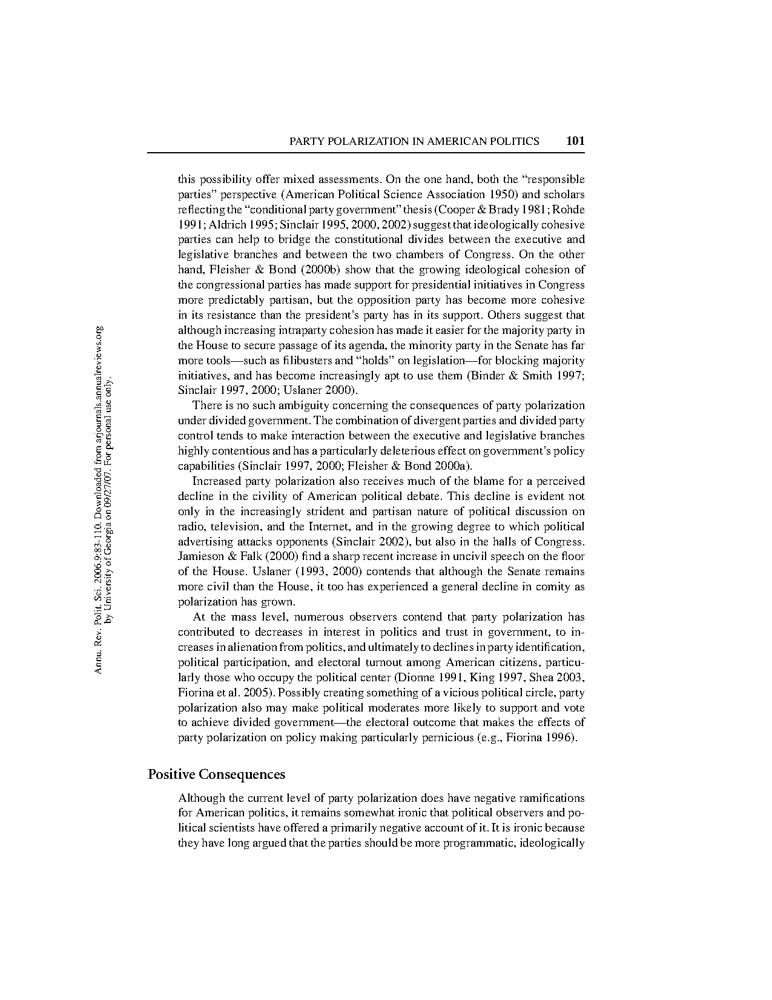 PARTY POLARIZATION IN AMERICAN POLITICS 101
this possibility offer mixed assessments. On the one hand, both the “responsible
parties” perspective (American Political Science Association 1950) and scholars
reflecting the “conditional party government” thesis (Cooper & Brady 1981; Rohde
1991; Aldrich 1995; Sinclair 1995, 2000, 2002) suggest that ideologically cohesive
parties can help to bridge the constitutional divides between the executive and
legislative branches and between the two chambers of Congress. On the other
hand, Fleisher & Bond (2000b) show that the growing ideological cohesion of
the congressional parties has made support for presidential initiatives in Congress
more predictably partisan, but the opposition party has become more cohesive
in its resistance than the president’s party has in its support. Others suggest that
although increasing intraparty cohesion has made it easier for the majority party in
the House to secure passage of its agenda, the minority party in the Senate has far
more tools—such as filibusters and “holds” on legislation—for blocking majority
initiatives, and has become increasingly apt to use them (Binder & Smith 1997;
Sinclair 1997, 2000; Uslaner 2000).
There is no such ambiguity concerning the consequences of party polarization
under divided government. The combination of divergent parties and divided party
control tends to make interaction between the executive and legislative branches
highly contentious and has a particularly deleterious effect on government’s policy
capabilities (Sinclair 1997, 2000; Fleisher & Bond 2000a).
Increased party polarization also receives much of the blame for a perceived
decline in the civility of American political debate. This decline is evident not
only in the increasingly strident and partisan nature of political discussion on
radio, television, and the Internet, and in the growing degree to which political
advertising attacks opponents (Sinclair 2002), but also in the halls of Congress.
Jamieson & Falk (2000) find a sharp recent increase in uncivil speech on the floor
of the House. Uslaner (1993, 2000) contends that although the Senate remains
more civil than the House, it too has experienced a general decline in comity as
polarization has grown.
At the mass level, numerous observers contend that party polarization has
contributed to decreases in interest in politics and trust in government, to in-
creases in alienation from politics, and ultimately to declines in party identification,
political participation, and electoral turnout among American citizens, particu-
larly those who occupy the political center (Dionne 1991, King 1997, Shea 2003,
Fiorina et al. 2005). Possibly creating something of a vicious political circle, party
polarization also may make political moderates more likely to support and vote
to achieve divided government—the electoral outcome that makes the effects of
party polarization on policy making particularly pernicious (e.g., Fiorina 1996).
Positive Consequences
Although the current level of party polarization does have negative ramifications
for American politics, it remains somewhat ironic that political observers and po-
litical scientists have offered a primarily negative account of it. It is ironic because
they have long argued that the parties should be more programmatic, ideologically
Annu. Rev. Polit. Sci. 2006.9:83-110. Downloaded from arjournals.annualreviews.org
by University of Georgia on 09/27/07. For personal use only.